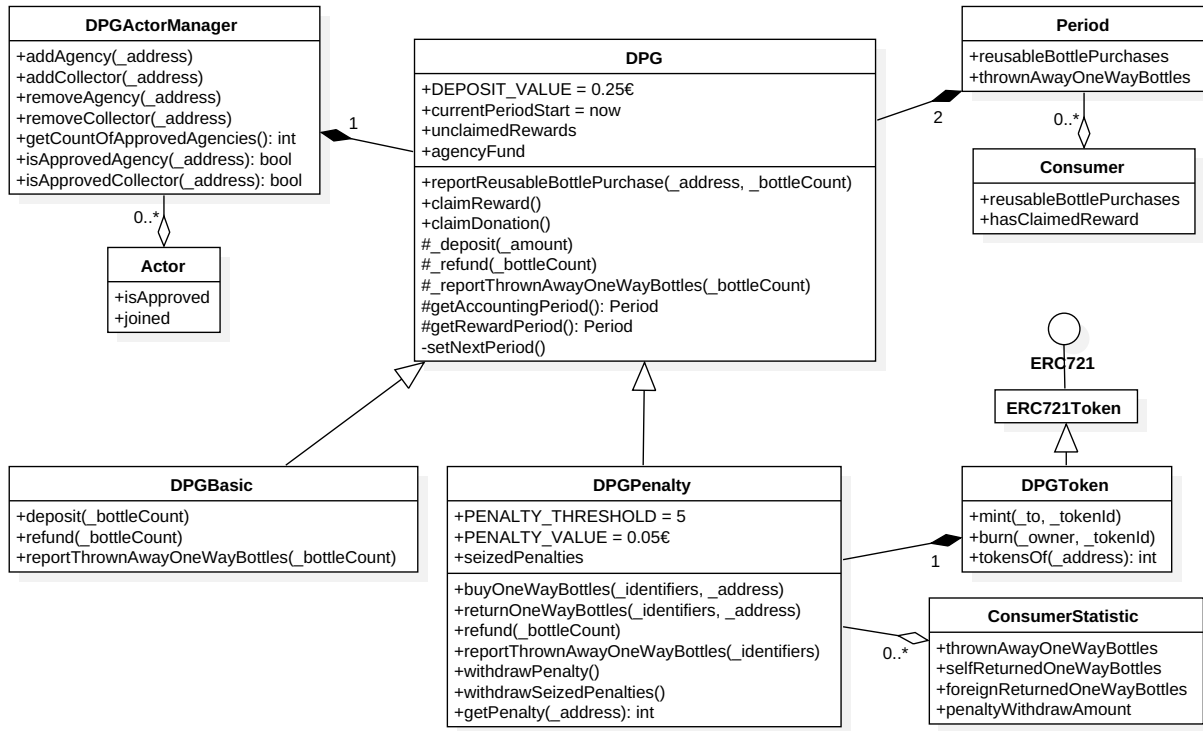 DPGActorManager
+addAgency(_address)
+addCollector(_address)
+removeAgency(_address)
+removeCollector(_address)
+getCountOfApprovedAgencies(): int
+isApprovedAgency(_address): bool
+isApprovedCollector(_address): bool
1
0..*
Actor
+isApproved
+joined
DPG
+DEPOSIT_VALUE = 0.25€
+currentPeriodStart = now
+unclaimedRewards
+agencyFund
+reportReusableBottlePurchase(_address, _bottleCount)
+claimReward()
+claimDonation()
#_deposit(_amount)
#_refund(_bottleCount)
#_reportThrownAwayOneWayBottles(_bottleCount)
#getAccountingPeriod(): Period
#getRewardPeriod(): Period
-setNextPeriod()
Period
+reusableBottlePurchases
+thrownAwayOneWayBottles
2
0..*
Consumer
+reusableBottlePurchases
+hasClaimedReward
ERC721
ERC721Token
DPGBasic
+deposit(_bottleCount)
+refund(_bottleCount)
+reportThrownAwayOneWayBottles(_bottleCount)
DPGPenalty
+PENALTY_THRESHOLD = 5
+PENALTY_VALUE = 0.05€
+seizedPenalties
+buyOneWayBottles(_identifiers, _address)
+returnOneWayBottles(_identifiers, _address)
+refund(_bottleCount)
+reportThrownAwayOneWayBottles(_identifiers)
+withdrawPenalty()
+withdrawSeizedPenalties()
+getPenalty(_address): int
DPGToken
+mint(_to, _tokenId)
+burn(_owner, _tokenId)
+tokensOf(_address): int
1
0..*
ConsumerStatistic
+thrownAwayOneWayBottles
+selfReturnedOneWayBottles
+foreignReturnedOneWayBottles
+penaltyWithdrawAmount